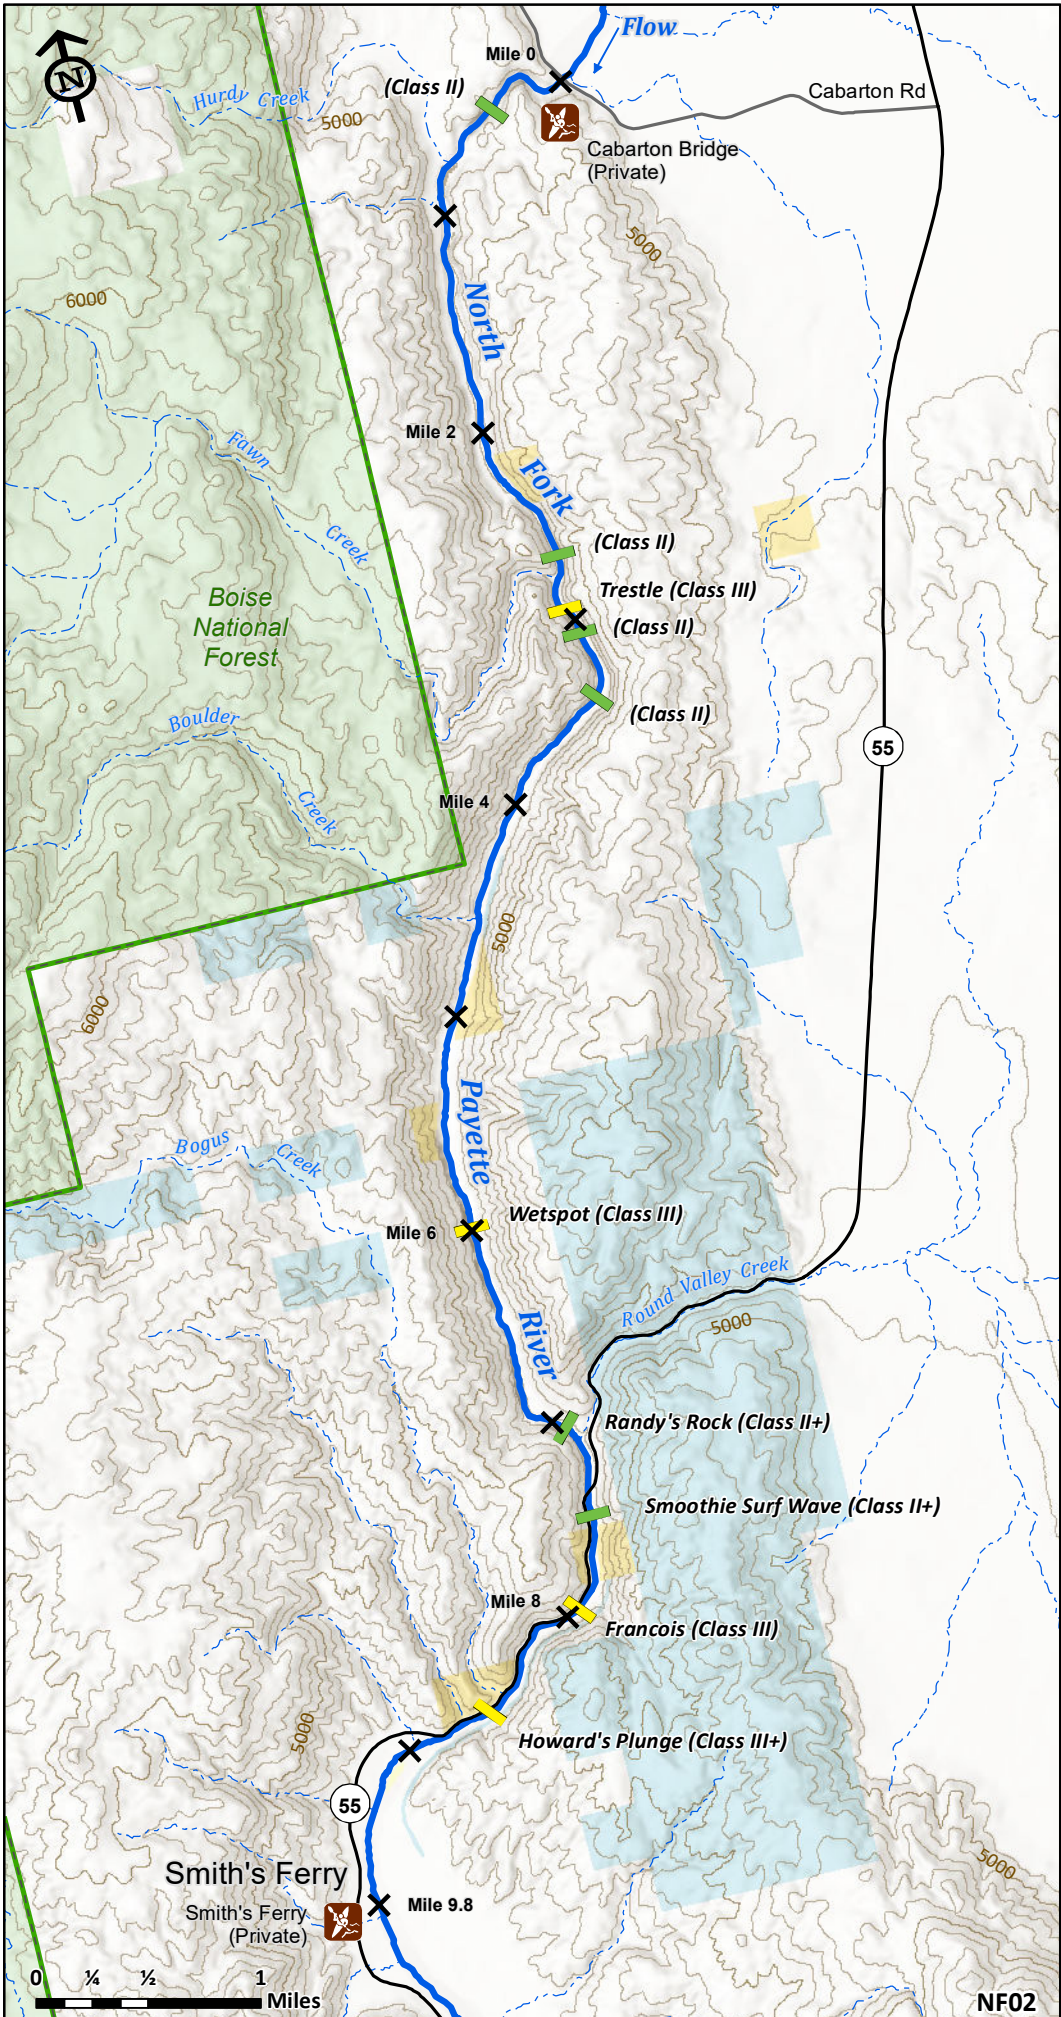 Flow
Mile 0
N
(Class II)
Cabarton Rd
Hurdy Creek
5000
Cabarton Bridge
(Private)
5000
6000
North
Mile 2
Fawn
Fork
Creek
(Class II)
Trestle (Class III)
Boise
National
Forest
(Class II)
Boulder
(Class II)
55
Creek
Mile 4
5000
6000
Payette
Bogus
Creek
Wetspot (Class III)
Mile 6
Round Valley Creek
River
5000
Randy's Rock (Class II+)
Smoothie Surf Wave (Class II+)
Mile 8
Francois (Class III)
5000
Howard's Plunge (Class III+)
55
Smith's Ferry
5000
Mile 9.8
Smith's Ferry
(Private)
0 ¼ ½ 1
Miles
NF02